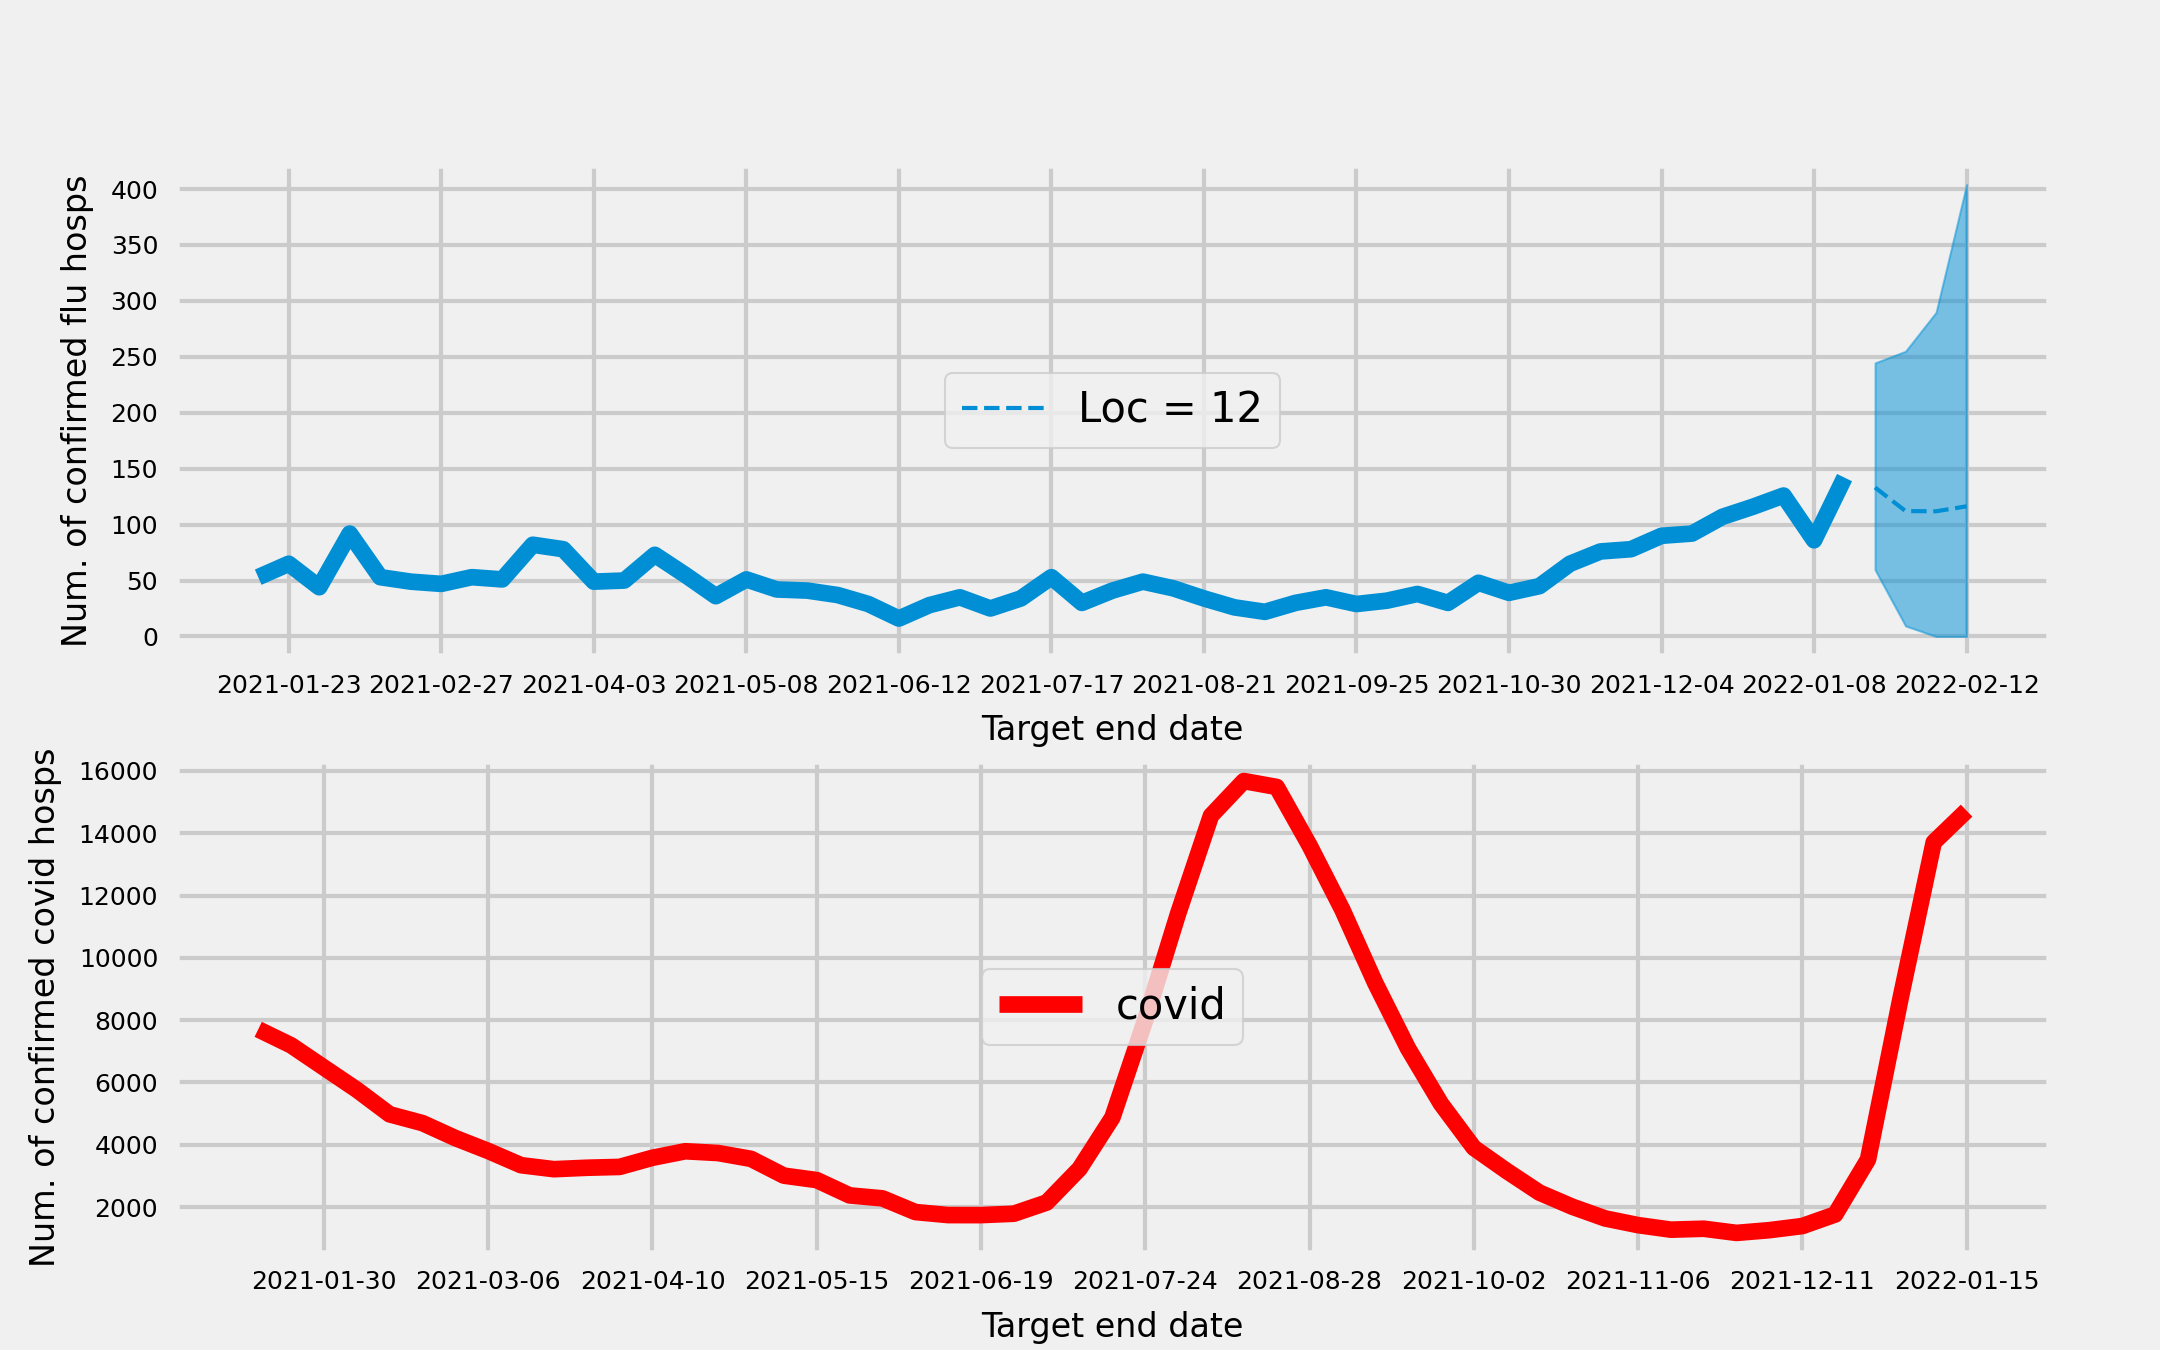 Num. of confirmed flu hosps
400
350
300
250
200
150
100
50
0
Loc = 12
2021-01-23 2021-02-27 2021-04-03 2021-05-08 2021-06-12 2021-07-17 2021-08-21 2021-09-25 2021-10-30 2021-12-04 2022-01-08 2022-02-12
Target end date
Num. of confirmed covid hosps
16000
14000
12000
10000
8000
6000
4000
2000
covid
2021-01-30 2021-03-06 2021-04-10 2021-05-15 2021-06-19 2021-07-24 2021-08-28 2021-10-02 2021-11-06 2021-12-11 2022-01-15
Target end date